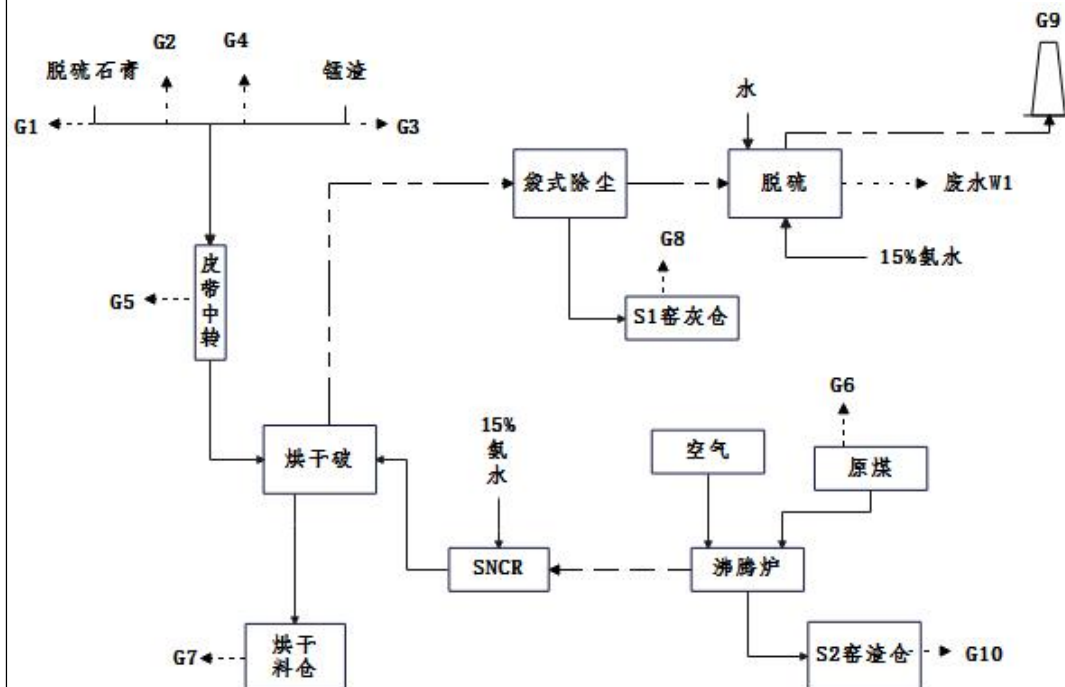 G9
G2
G4
脱硫石膏
锰渣
G1
G3
水
袋式除尘
脱硫
废水W1
G8
15%氨水
皮带中转
G5
S1窑灰仓
G6
15%
氨
水
空气
原煤
烘干破
SNCR
沸腾炉
烘干
料仓
G7
S2窑渣仓
G10